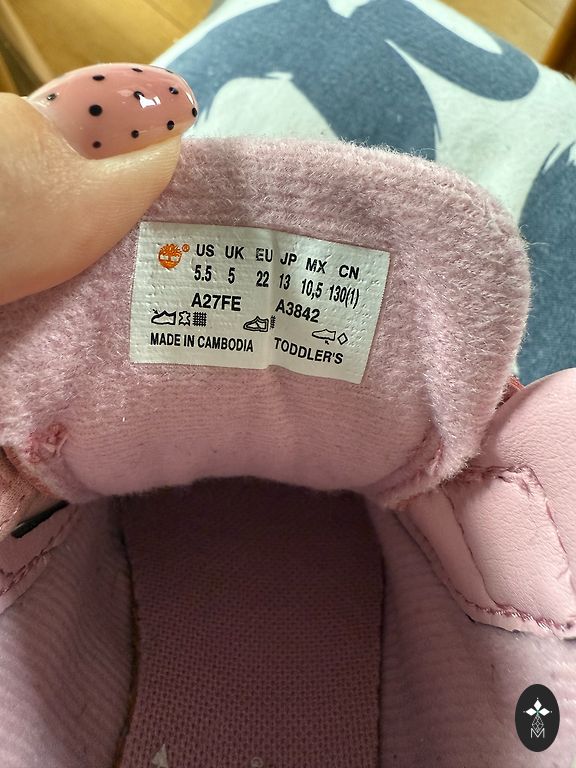 ® US UK EU JP MX CN
5.5 5 22 13 10,5 130(1)
A27FE A3842
MADE IN CAMBODIA TODDLER'S
M